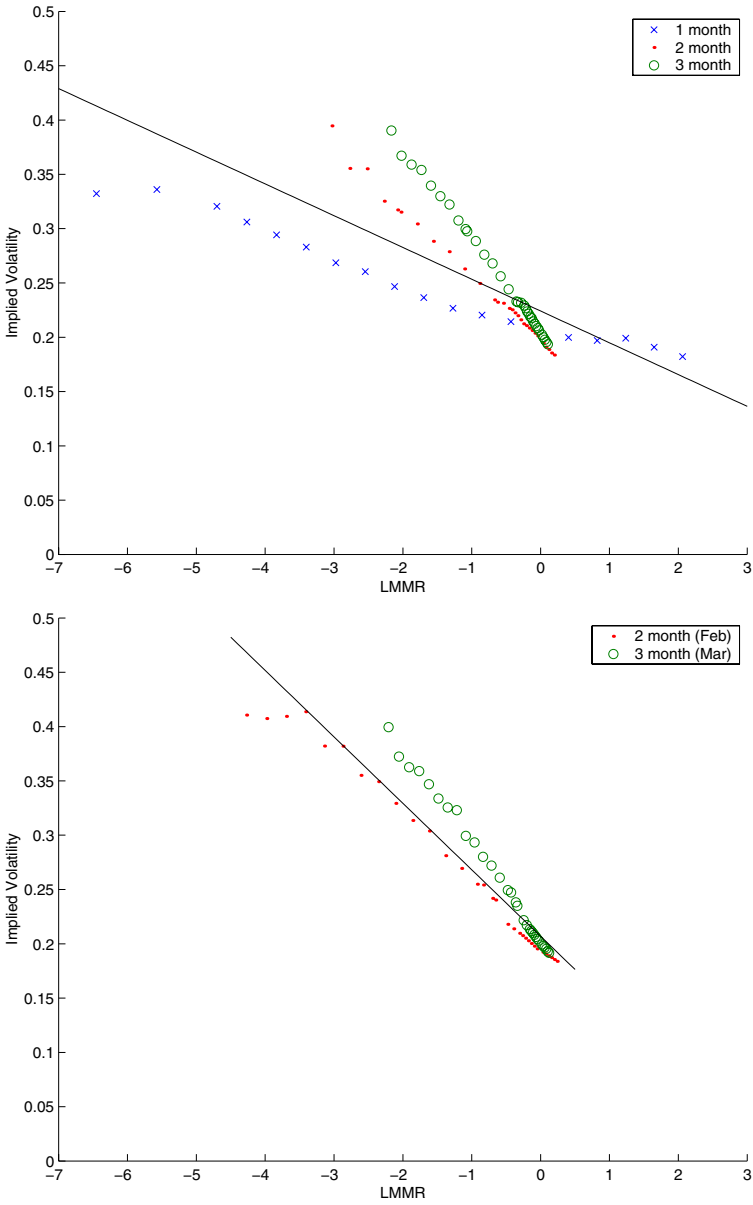 0.5
0.45
0.4
0.35
0.3
0.25
0.2
0.15
0.1
0.05
0
Implied Volatility
1 month
2 month
3 month
−7 −6 −5 −4 −3 −2 −1 0 1 2 3
LMMR
0.5
0.45
0.4
0.35
0.3
0.25
0.2
0.15
0.1
0.05
0
Implied Volatility
2 month (Feb)
3 month (Mar)
−7 −6 −5 −4 −3 −2 −1 0 1 2 3
LMMR